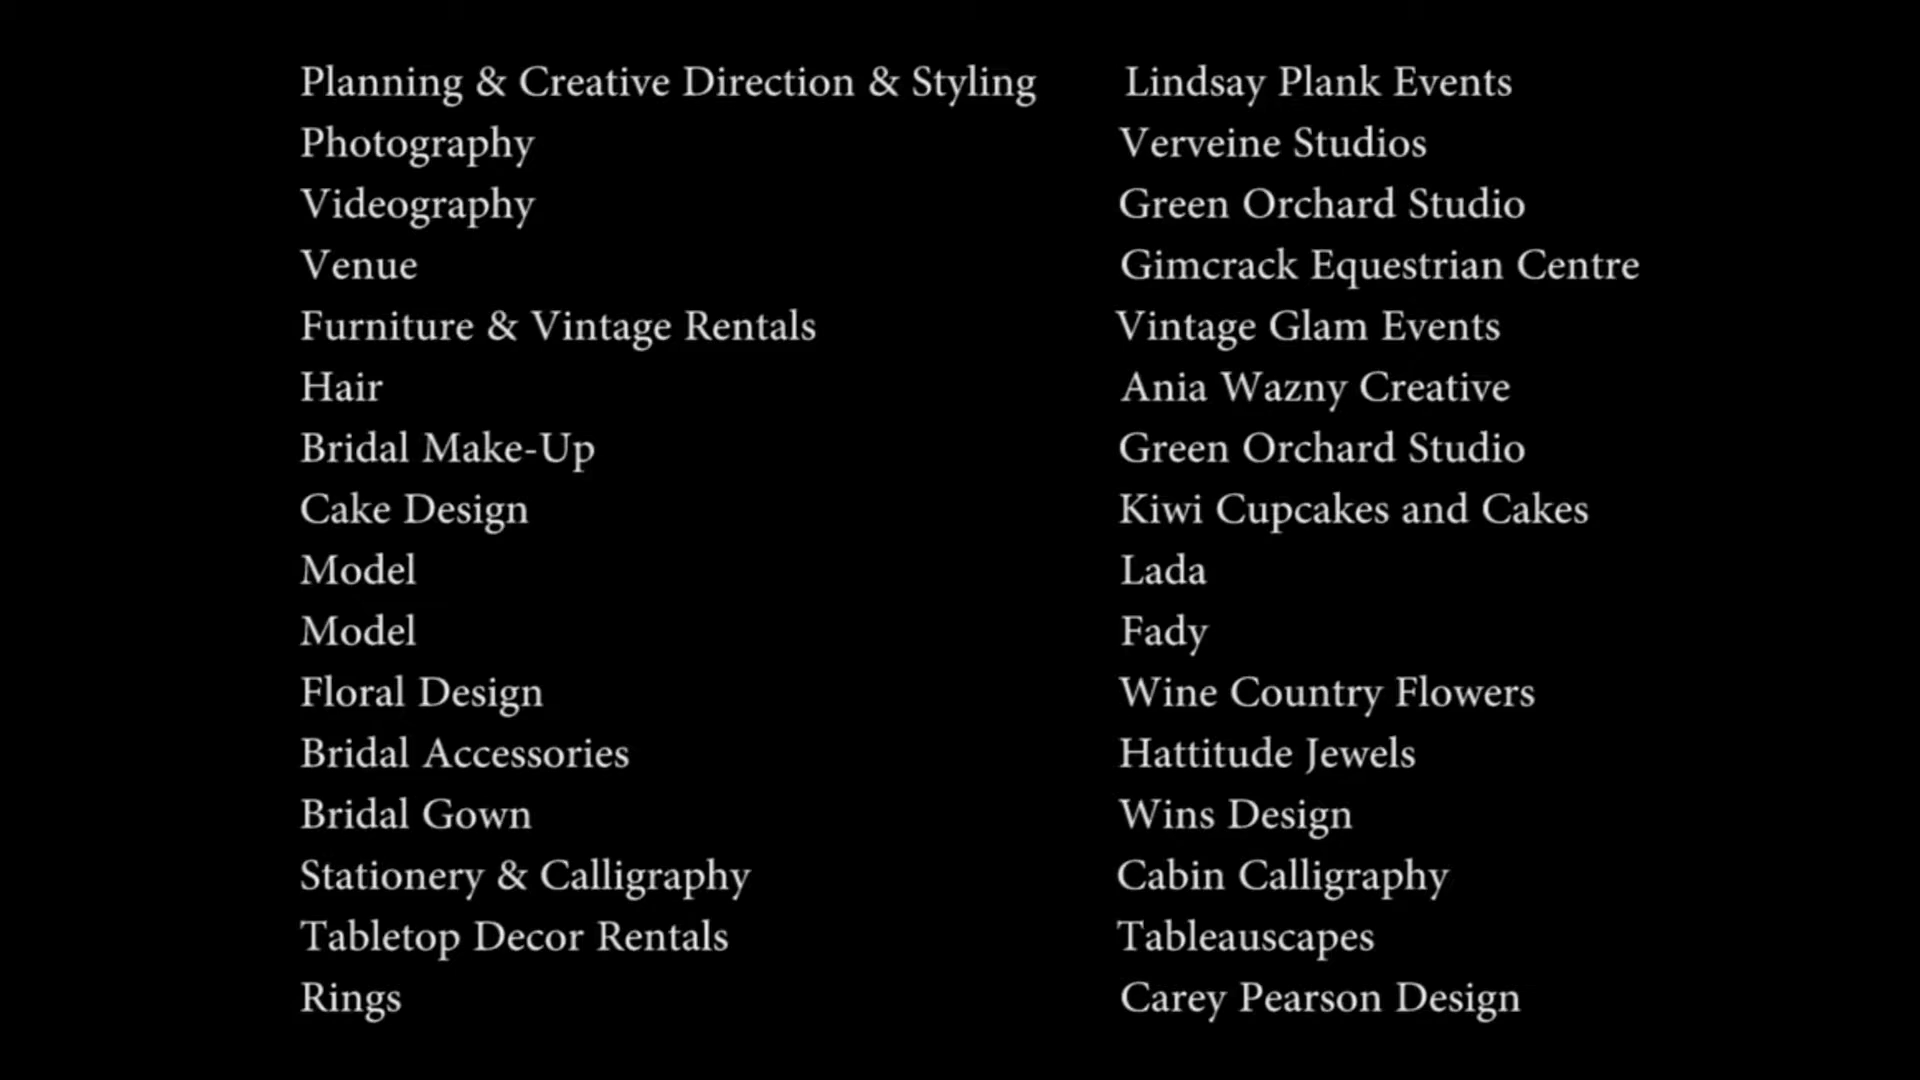 Planning & Creative Direction & Styling Lindsay Plank Events
Photography Verveine Studios
Videography Green Orchard Studio
Venue Gimcrack Equestrian Centre
Furniture & Vintage Rentals Vintage Glam Events
Hair Ania Wazny Creative
Bridal Make-Up Green Orchard Studio
Cake Design Kiwi Cupcakes and Cakes
Model Lada
Model Fady
Floral Design Wine Country Flowers
Bridal Accessories Hattitude Jewels
Bridal Gown Wins Design
Stationery & Calligraphy Cabin Calligraphy
Tabletop Decor Rentals Tableauscapes
Rings Carey Pearson Design